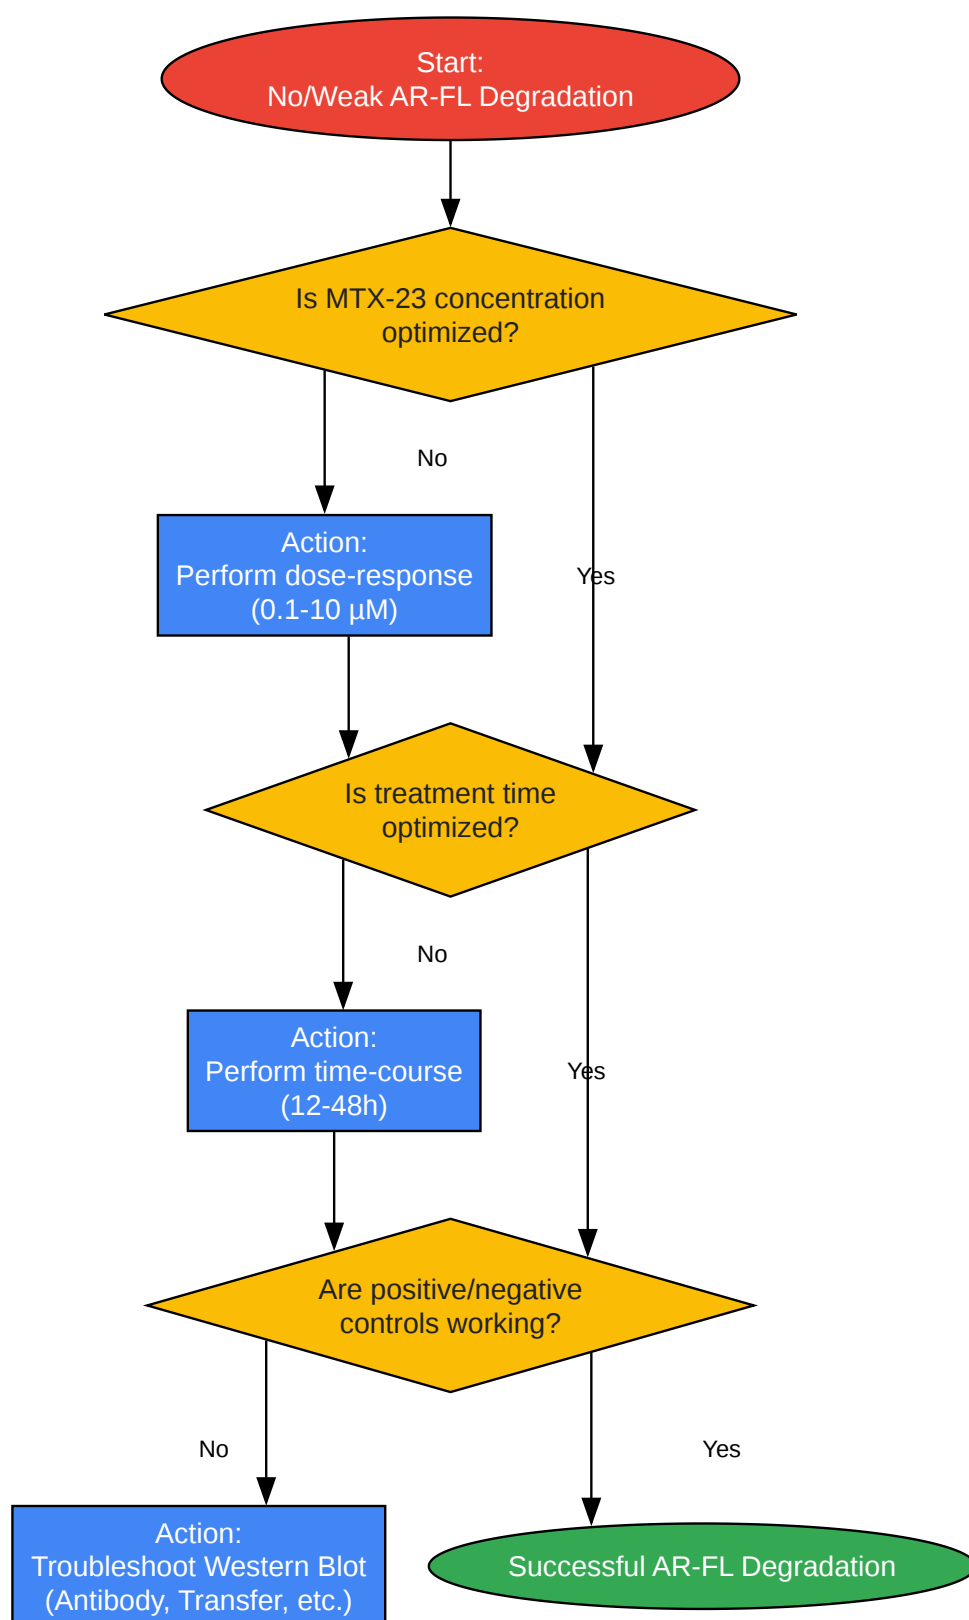 Start:
No/Weak AR-FL Degradation
Is MTX-23 concentration
optimized?
No
Action:
Perform dose-response
(0.1-10 µM)
Yes
Is treatment time
optimized?
No
Action:
Perform time-course
(12-48h)
Yes
Are positive/negative
controls working?
No
Yes
Action:
Troubleshoot Western Blot
(Antibody, Transfer, etc.)
Successful AR-FL Degradation